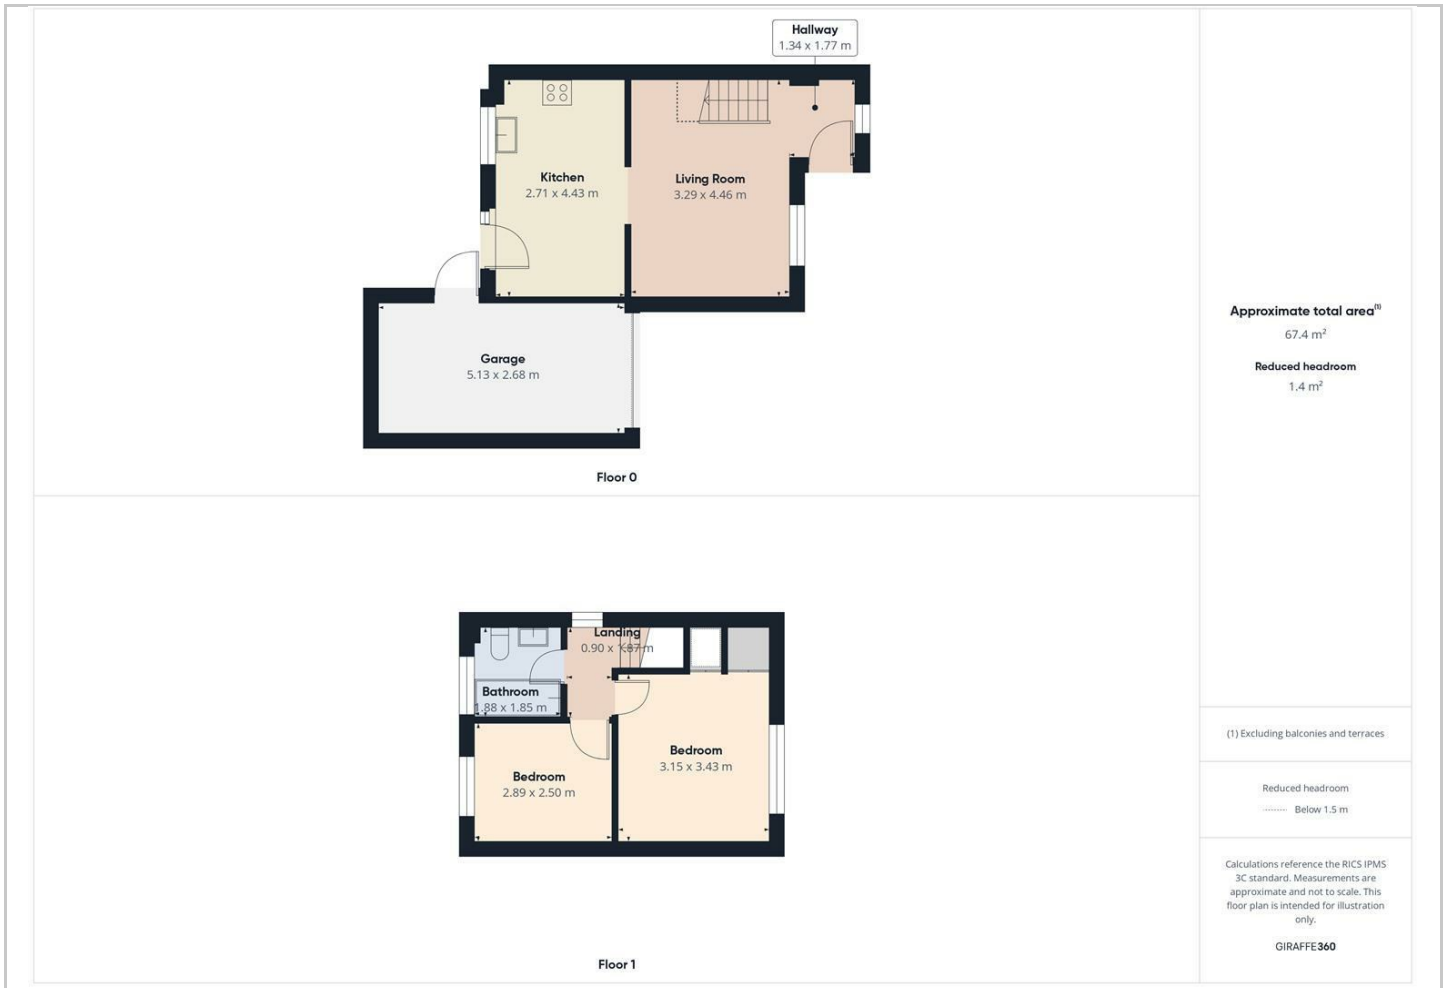 Hallway
1.34 x 1.77 m
Kitchen
2.71 x 4.43 m
Living Room
3.29 x 4.46 m
Garage
5.13 x 2.68 m
Floor 0
Landing
0.90 x 1.87 m
Bathroom
1.88 x 1.85 m
Bedroom
3.15 x 3.43 m
Bedroom
2.89 x 2.50 m
Floor 1
Approximate total area(1)
67.4 m²
Reduced headroom
1.4 m²
(1) Excluding balconies and terraces
Reduced headroom
Below 1.5 m
Calculations reference the RICS IPMS
3C standard. Measurements are
approximate and not to scale. This
floor plan is intended for illustration
only.
GIRAFFE360